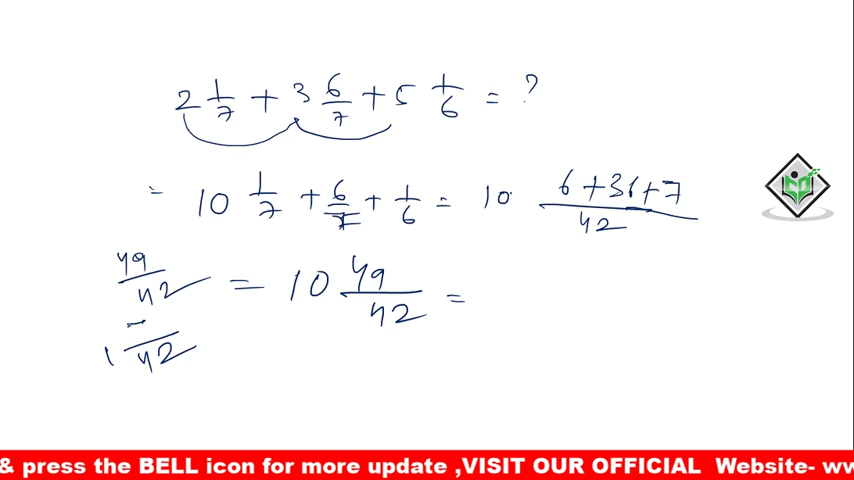 2 1/7 + 3 6/7 + 5 1/6 = ?
= 10 1/7 + 6/7 + 1/6 = 10 6+36+7/42
49/42 = 10 49/42 =
1 -/42
& press the BELL icon for more update ,VISIT OUR OFFICIAL Website- ww